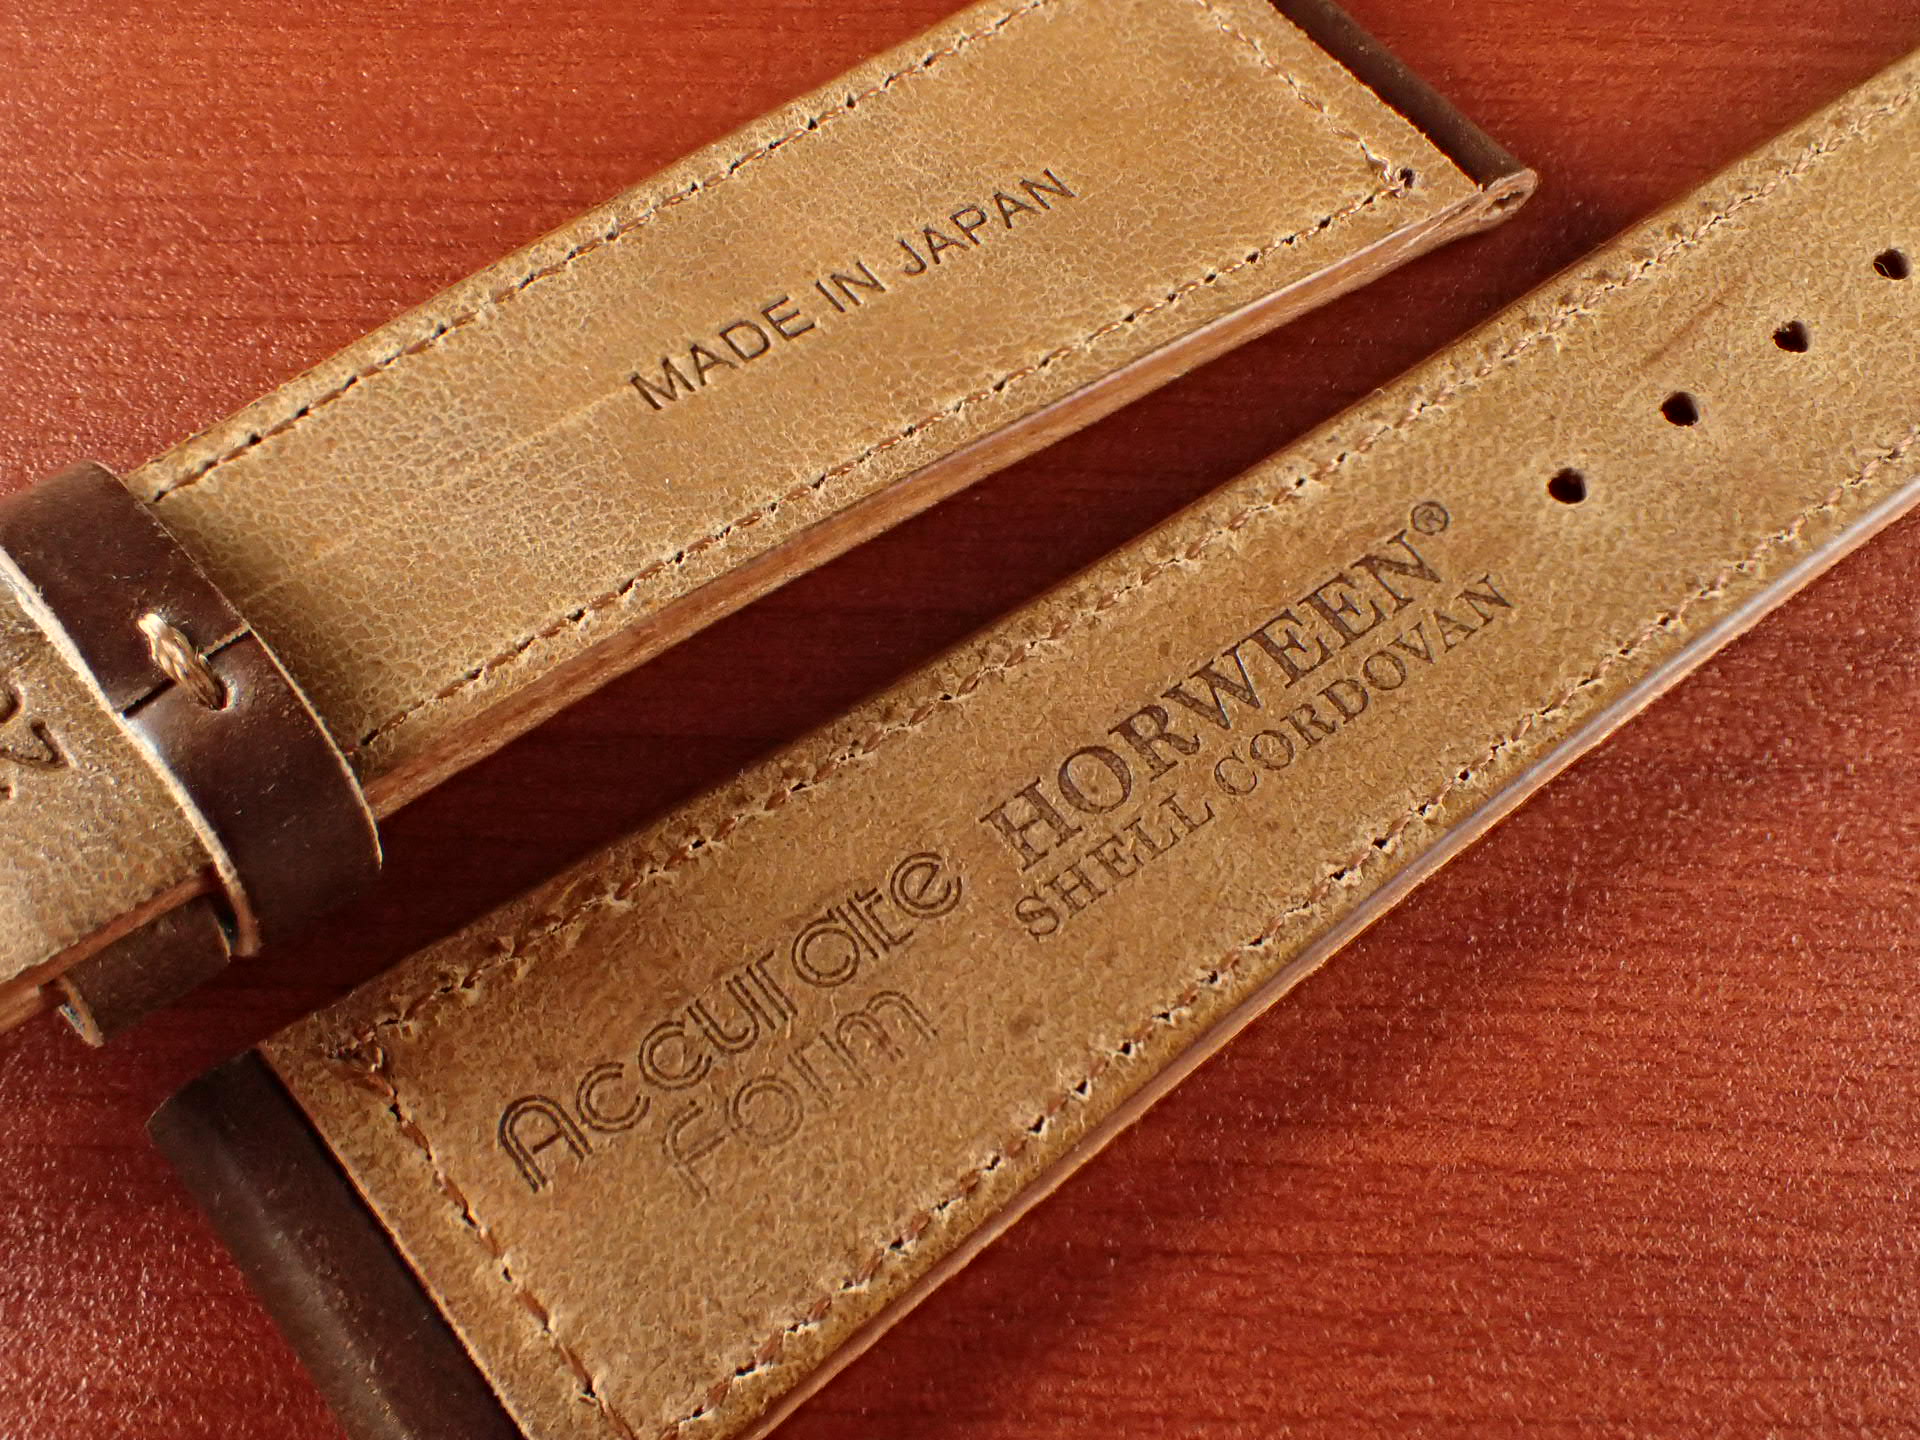 MADE IN JAPAN
HORWEEN®
SHELL CORDOVAN
Accurate
Form